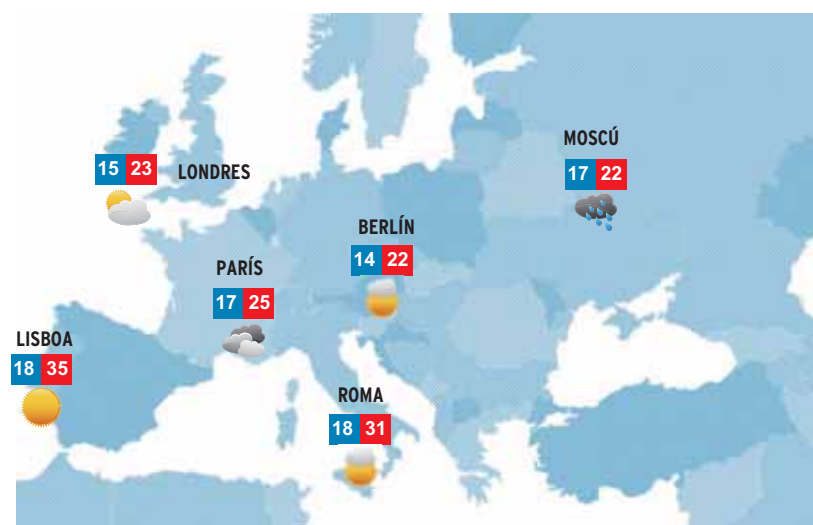 MOSCÚ
17 22
15 23
LONDRES
BERLÍN
14 22
PARÍS
17 25
LISBOA
18 35
ROMA
18 31